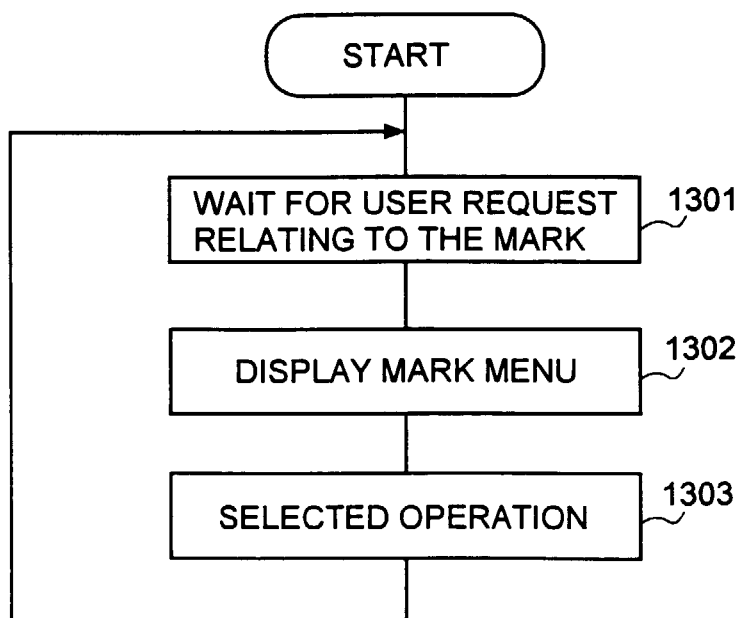 START
WAIT FOR USER REQUEST
RELATING TO THE MARK
1301
DISPLAY MARK MENU
1302
SELECTED OPERATION
1303